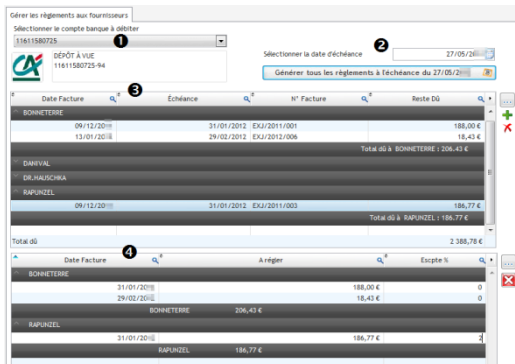 Gérer les règlements aux fournisseurs
Sélectionner le compte banque à débiter
11611580725
❶
DÉPÔT À VUE
11611580725-94
❷
Sélectionner la date d'échéance
27/05/20
Générer tous les règlements à l'échéance du 27/05/20
❸
Date Facture Échéance N° Facture Reste Dû
BONNETERRE
09/12/20 31/01/2012 EXJ/2011/001 188,00 €
13/01/20 29/02/2012 EXJ/2012/006 18,43 €
Total dû à BONNETERRE : 206.43 €
DANIVAL
DR.HAUSCHKA
RAPUNZEL
09/12/20 31/01/2012 EXJ/2011/003 186,77 €
Total dû à RAPUNZEL : 186.77 €
Total dû 2 388,78 €
❹
Date Facture A régler Escpte %
BONNETERRE
31/01/20 188,00 € 0
29/02/20 18,43 € 0
BONNETERRE 206,43 €
RAPUNZEL
31/01/20 186,77 € 2
RAPUNZEL 186,77 €